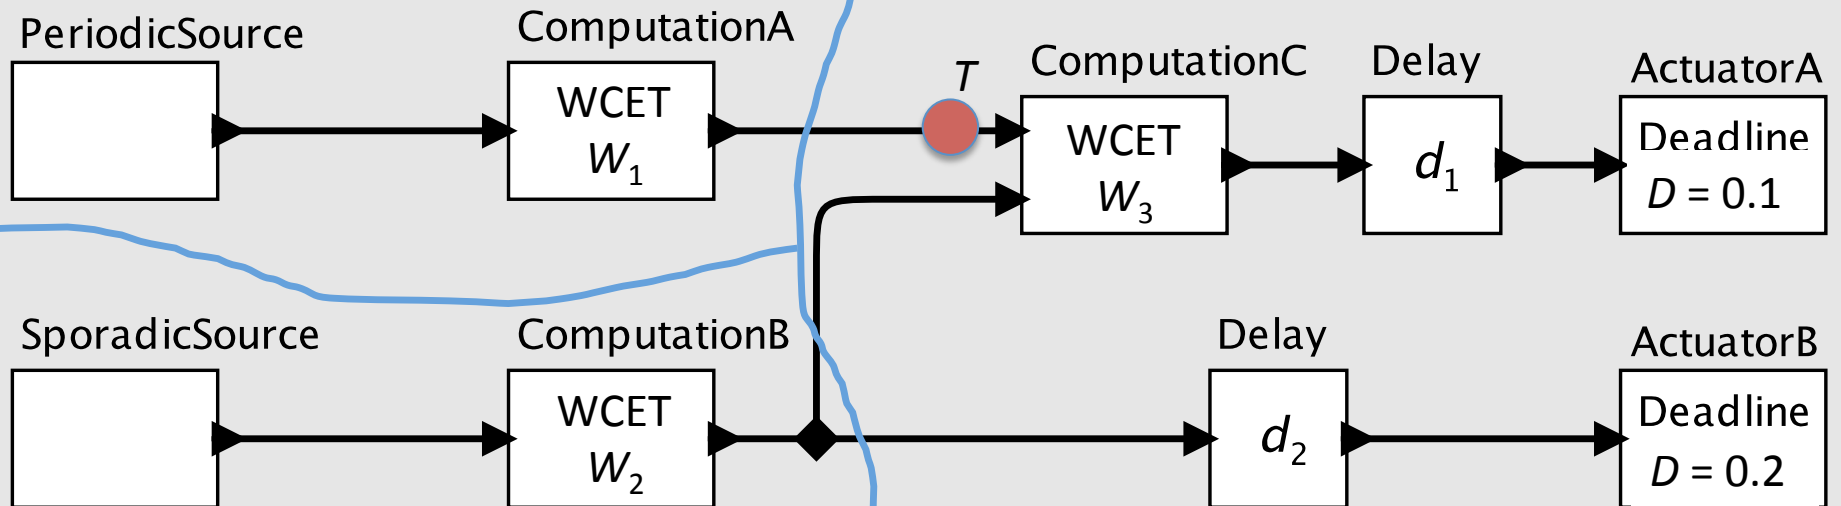 PeriodicSource
ComputationA
WCET
W1
T
ComputationC
WCET
W3
Delay
d1
ActuatorA
Deadline
D = 0.1
SporadicSource
ComputationB
WCET
W2
Delay
d2
ActuatorB
Deadline
D = 0.2